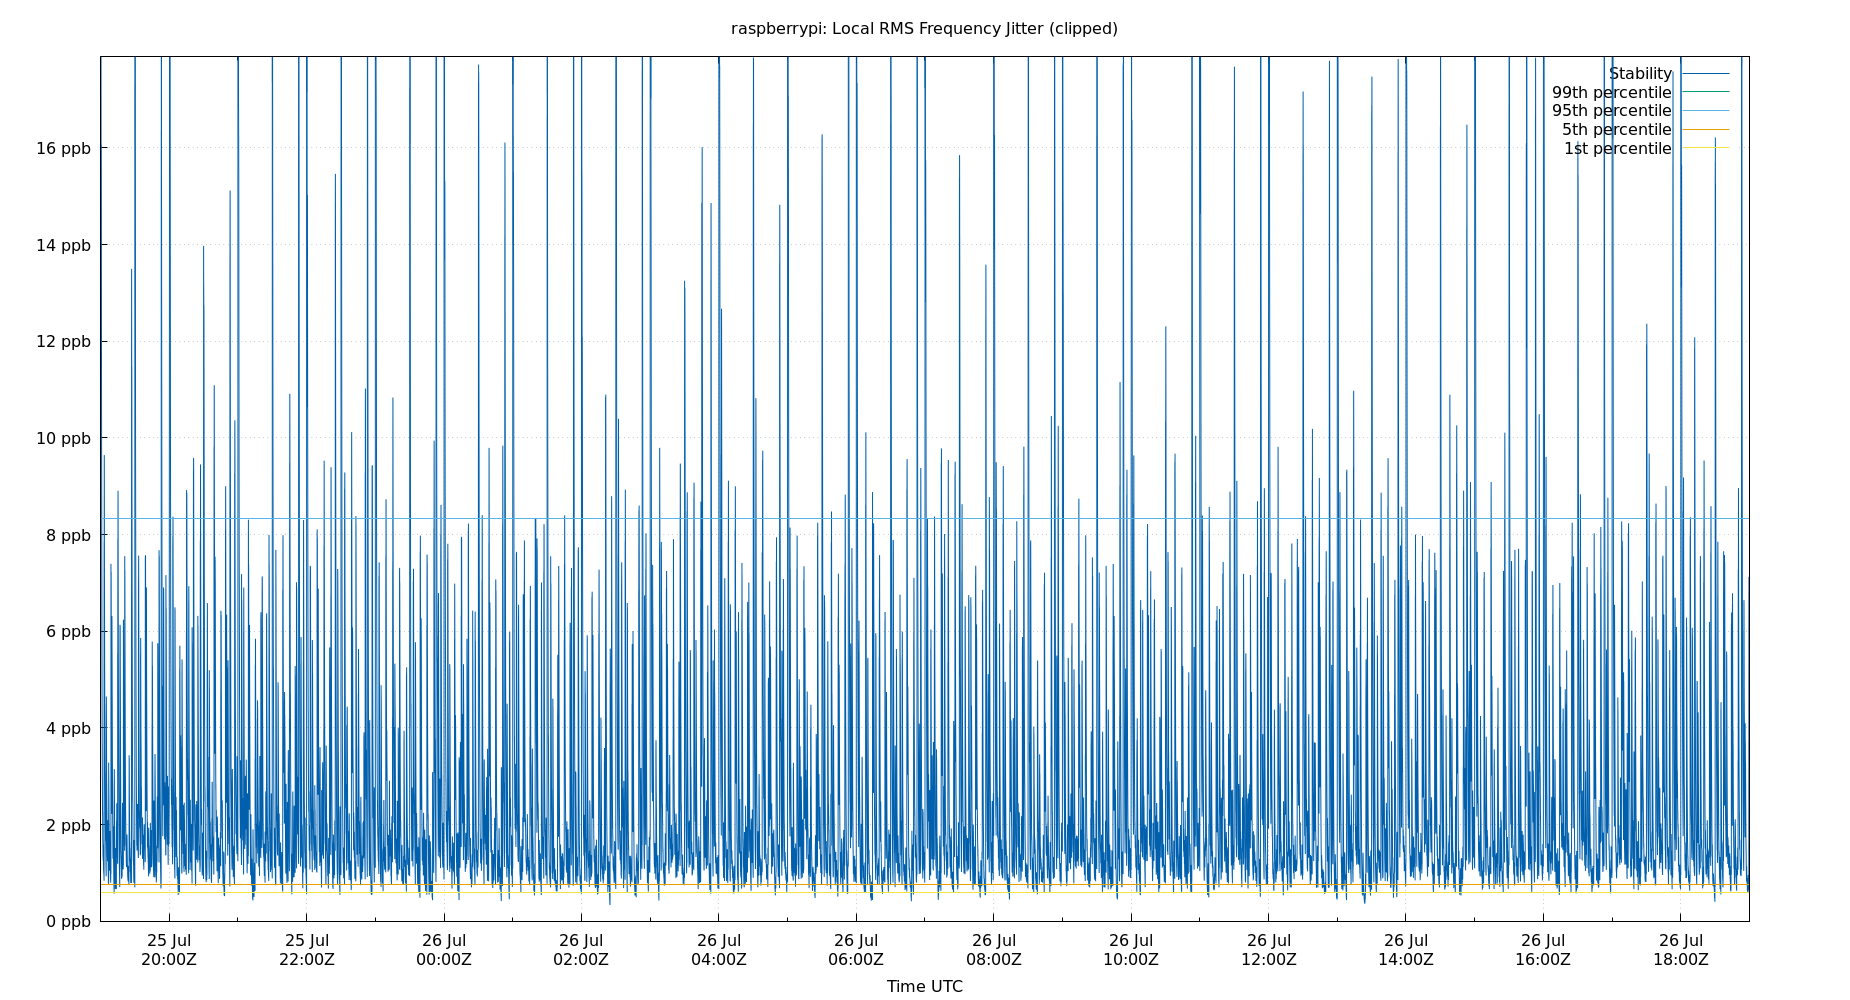 raspberrypi: Local RMS Frequency Jitter (clipped)
Stability
99th percentile
95th percentile
5th percentile
1st percentile
16 ppb
14 ppb
12 ppb
10 ppb
8 ppb
6 ppb
4 ppb
2 ppb
0 ppb
25 Jul 25 Jul 26 Jul 26 Jul 26 Jul 26 Jul 26 Jul 26 Jul 26 Jul 26 Jul 26 Jul 26 Jul
20:00Z 22:00Z 00:00Z 02:00Z 04:00Z 06:00Z 08:00Z 10:00Z 12:00Z 14:00Z 16:00Z 18:00Z
Time UTC